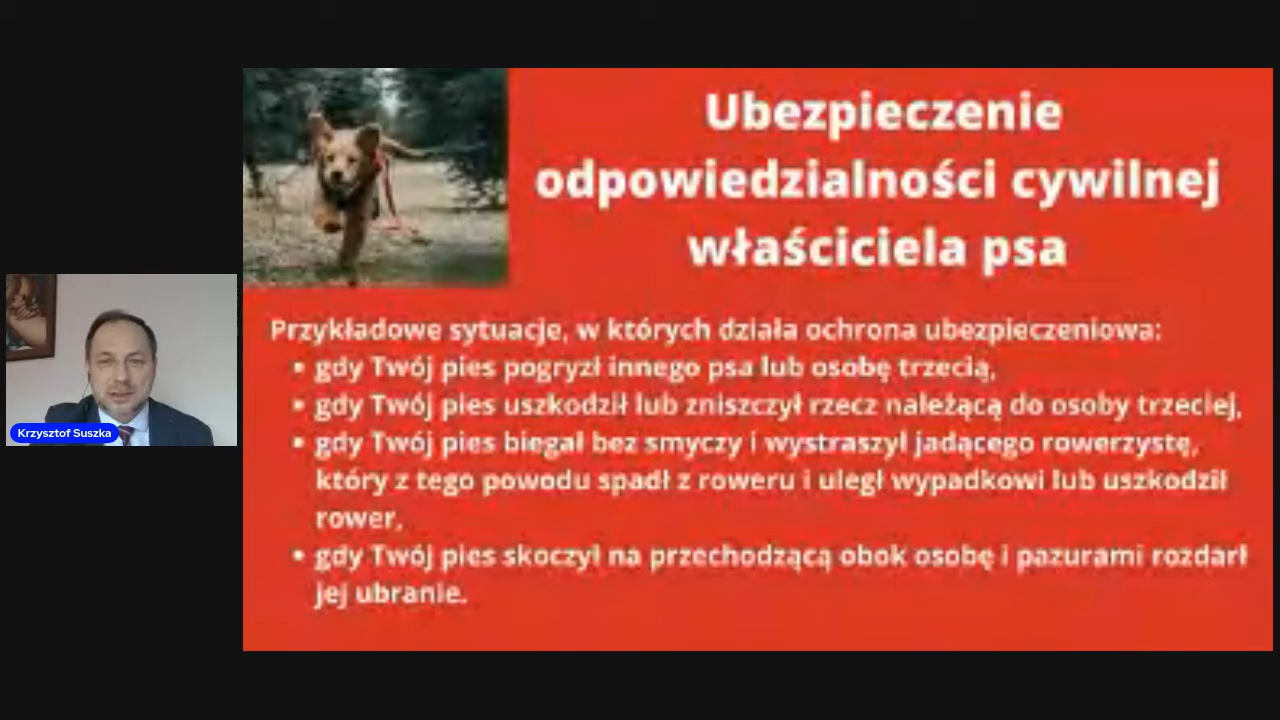 Ubezpieczenie
odpowiedzialności cywilnej
właściciela psa
Przykładowe sytuacje, w których działa ochrona ubezpieczeniowa:
• gdy Twój pies pogryzł innego psa lub osobę trzecią,
• gdy Twój pies uszkodził lub zniszczył rzecz należącą do osoby trzeciej,
• gdy Twój pies biegał bez smyczy i wystraszył jadącego rowerzystę,
który z tego powodu spadł z roweru i uległ wypadkowi lub uszkodził
rower,
• gdy Twój pies skoczył na przechodzącą obok osobę i pazurami rozdarł
jej ubranie.
Krzysztof Suszka